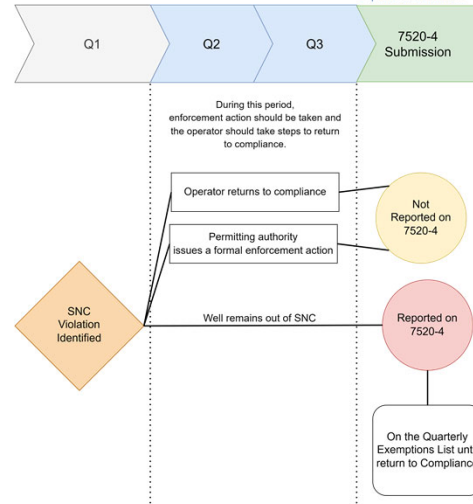 Q1
Q2
Q3
7520-4
Submission
During this period,
enforcement action should be taken and
the operator should take steps to return
to compliance.
Operator returns to compliance
Not
Reported on
7520-4
Permitting authority
issues a formal enforcement action
SNC
Violation
Identified
Well remains out of SNC
Reported on
7520-4
On the Quarterly
Exemptions List unti
return to Compliance